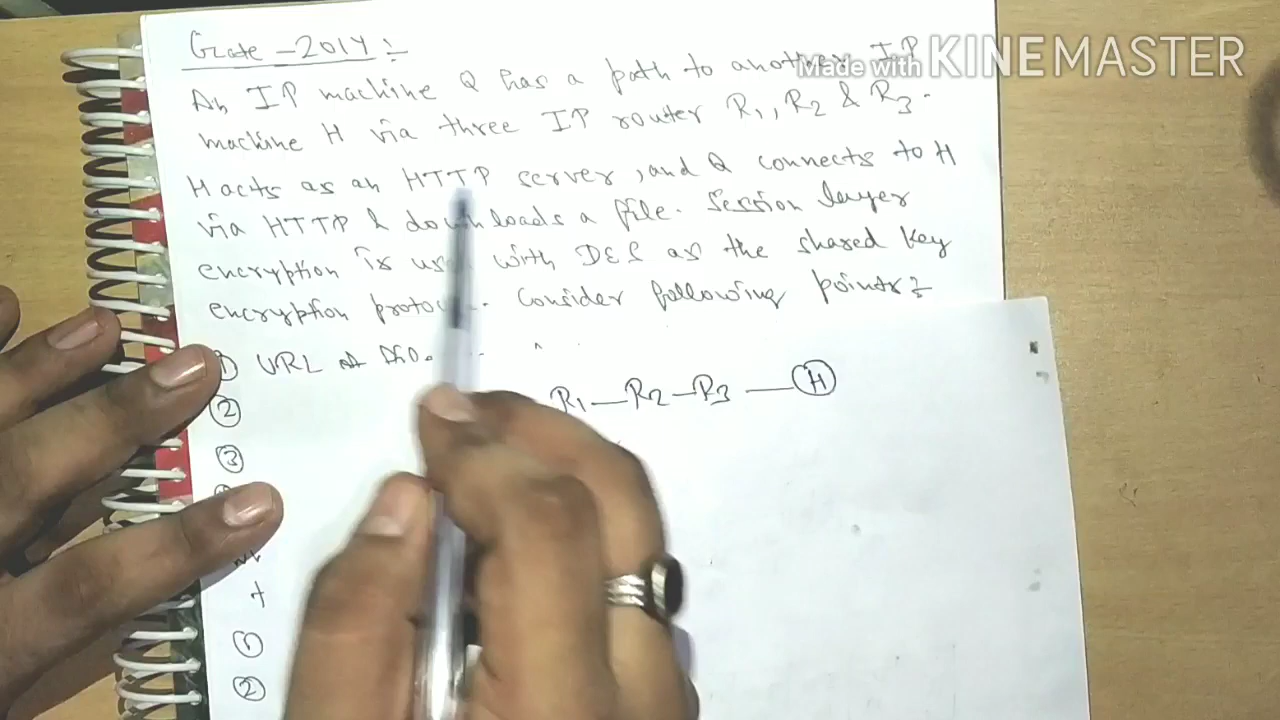 Made with KINEMASTER
Gate - 2014 :-
An IP machine Q has a path to another IP
machine H via three IP router R1, R2 & R3.
H acts as an HTTP server, and Q connects to H
via HTTP & downloads a file. Session layer
encryption is used with DES as the shared key
encryption Consider following points :-
① URL
R1 — R2 — R3 — H
②
③
①
②